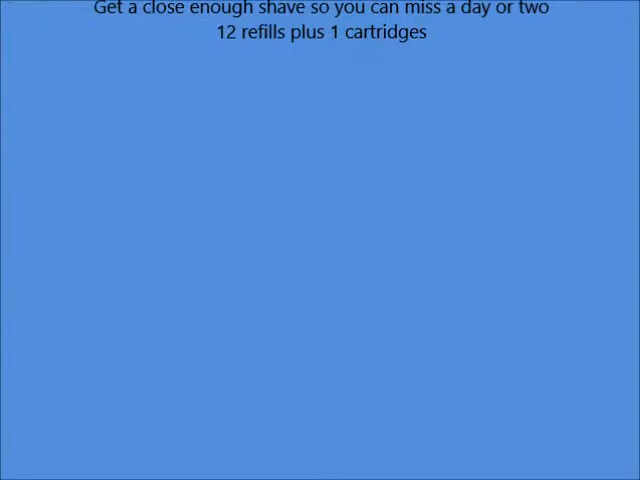 Get a close enough shave so you can miss a day or two
12 refills plus 1 cartridges